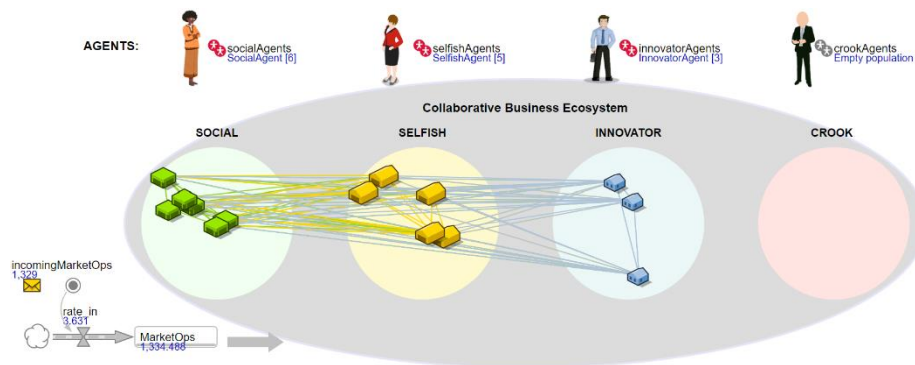 AGENTS:
socialAgents
SocialAgent [6]
selfishAgents
SelfishAgent [5]
innovatorAgents
InnovatorAgent [3]
crookAgents
Empty population
Collaborative Business Ecosystem
SOCIAL
SELFISH
INNOVATOR
CROOK
incomingMarketOps
1,329
rate_in
3.631
MarketOps
1,334.488